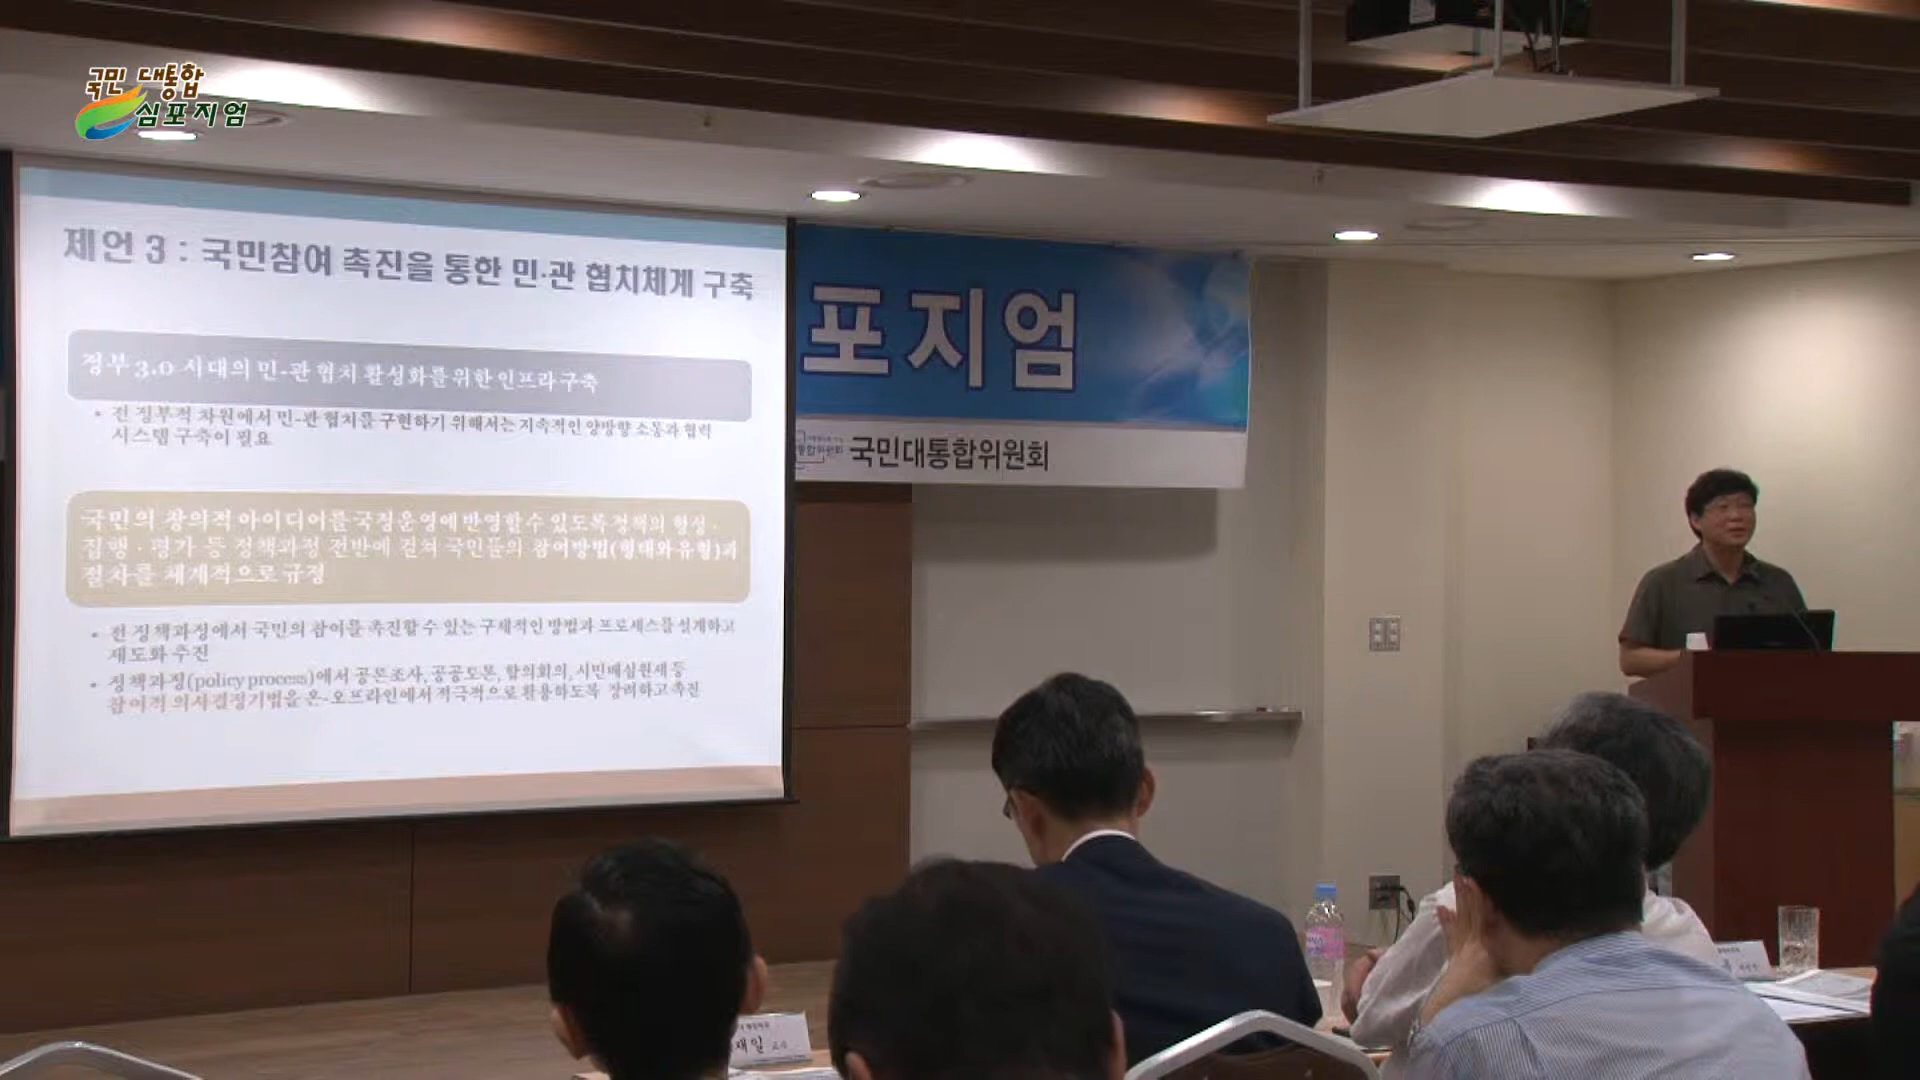 국민 대통합
심포지엄
제언 3 : 국민참여 촉진을 통한 민·관 협치체계 구축
정부 3.0 시대의 민-관 협치 활성화를 위한 인프라 구축
• 전 정부적 차원에서 민-관 협치를 구현하기 위해서는 지속적인 양방향 소통과 협력
시스템 구축이 필요
국민의 창의적 아이디어를 국정운영에 반영할 수 있도록 정책의 형성·
집행·평가 등 정책과정 전반에 걸쳐 국민들의 참여방법(형태와 유형)과
절차를 체계적으로 규정
• 전 정책과정에서 국민의 참여를 촉진할 수 있는 구체적인 방법과 프로세스를 설계하고
제도화 추진
• 정책과정(policy process)에서 공론조사, 공공토론, 합의회의, 시민배심원제 등
참여적 의사결정기법을 온-오프라인에서 적극적으로 활용하도록 장려하고 촉진
포지엄
국민대통합위원회
재일 교수